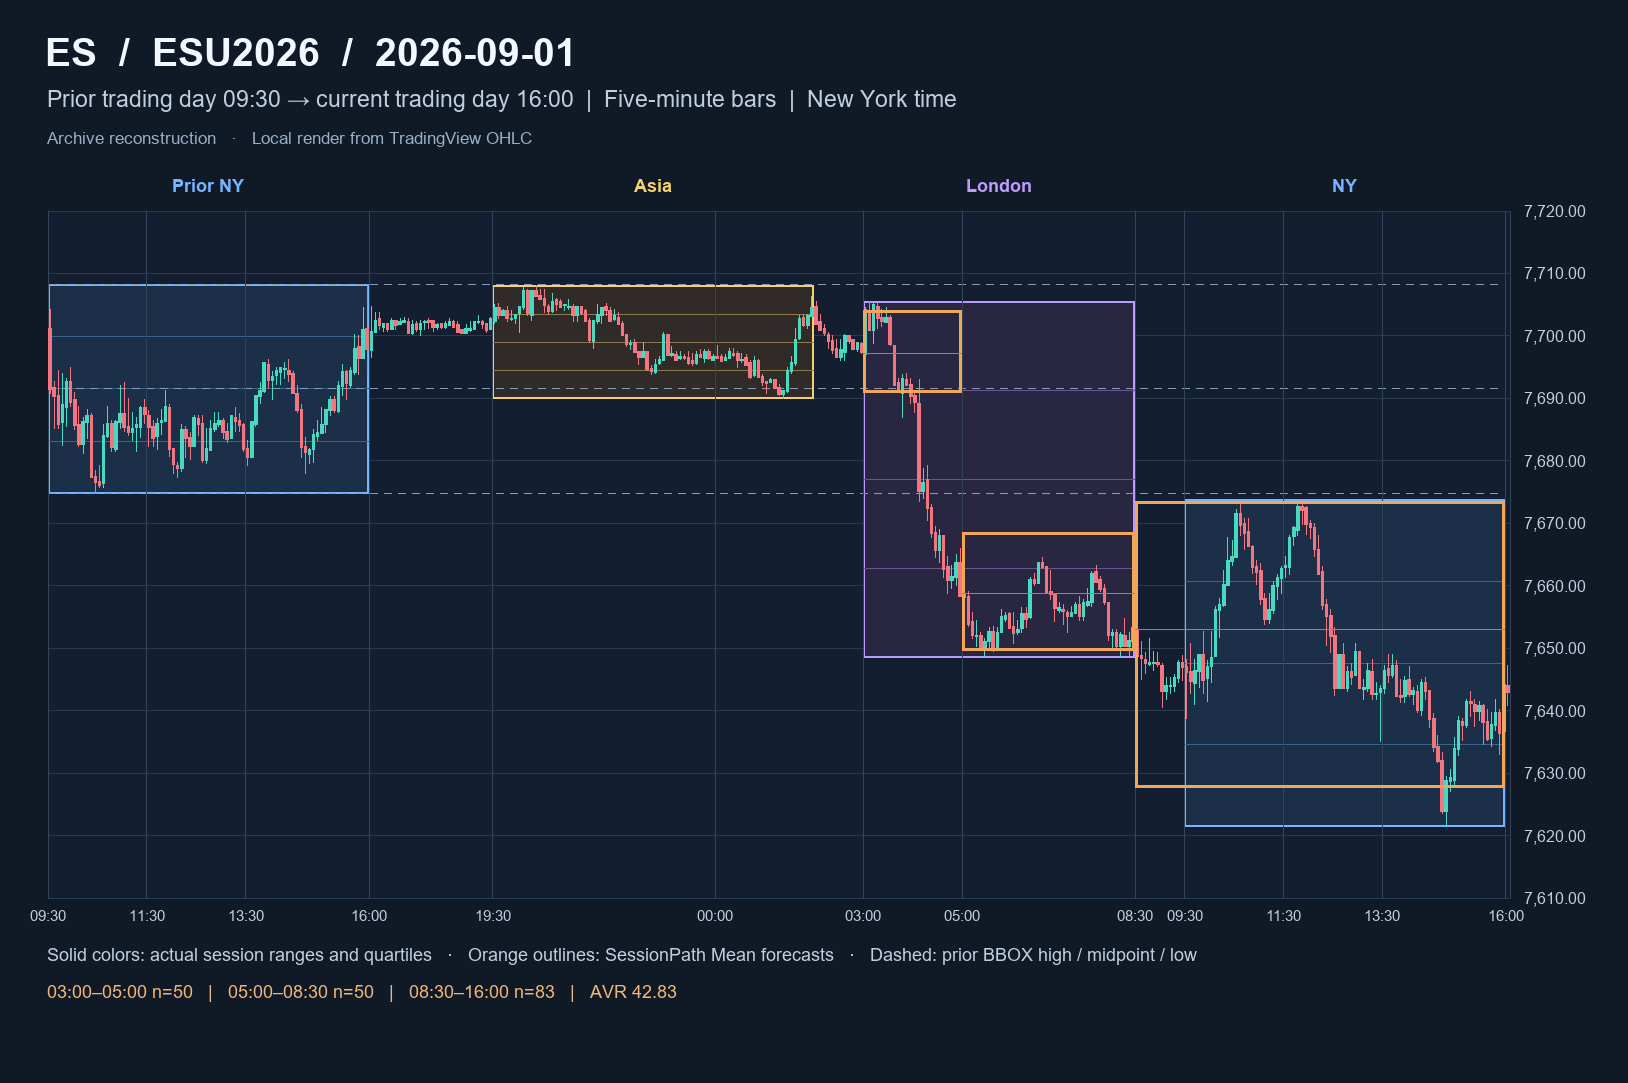 ES / ESU2026 / 2026-09-01
Prior trading day 09:30 → current trading day 16:00 | Five-minute bars | New York time
Archive reconstruction · Local render from TradingView OHLC
Prior NY Asia London NY
7,720.00
7,710.00
7,700.00
7,690.00
7,680.00
7,670.00
7,660.00
7,650.00
7,640.00
7,630.00
7,620.00
7,610.00
09:30 11:30 13:30 16:00 19:30 00:00 03:00 05:00 08:30 09:30 11:30 13:30 16:00
Solid colors: actual session ranges and quartiles · Orange outlines: SessionPath Mean forecasts · Dashed: prior BBOX high / midpoint / low
03:00–05:00 n=50 | 05:00–08:30 n=50 | 08:30–16:00 n=83 | AVR 42.83